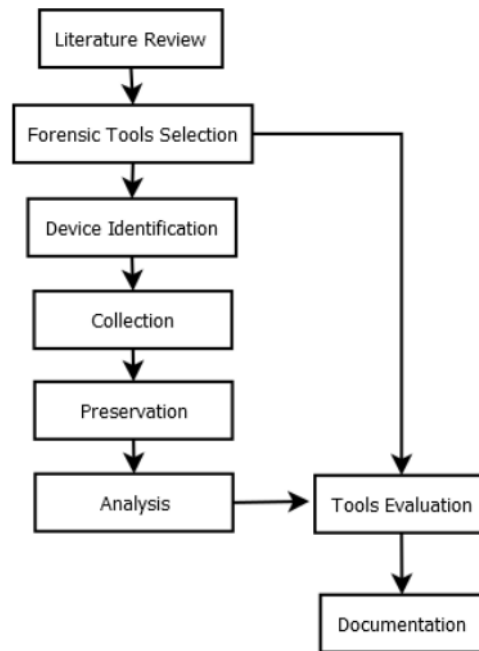 Literature Review
Forensic Tools Selection
Device Identification
Collection
Preservation
Analysis
Tools Evaluation
Documentation